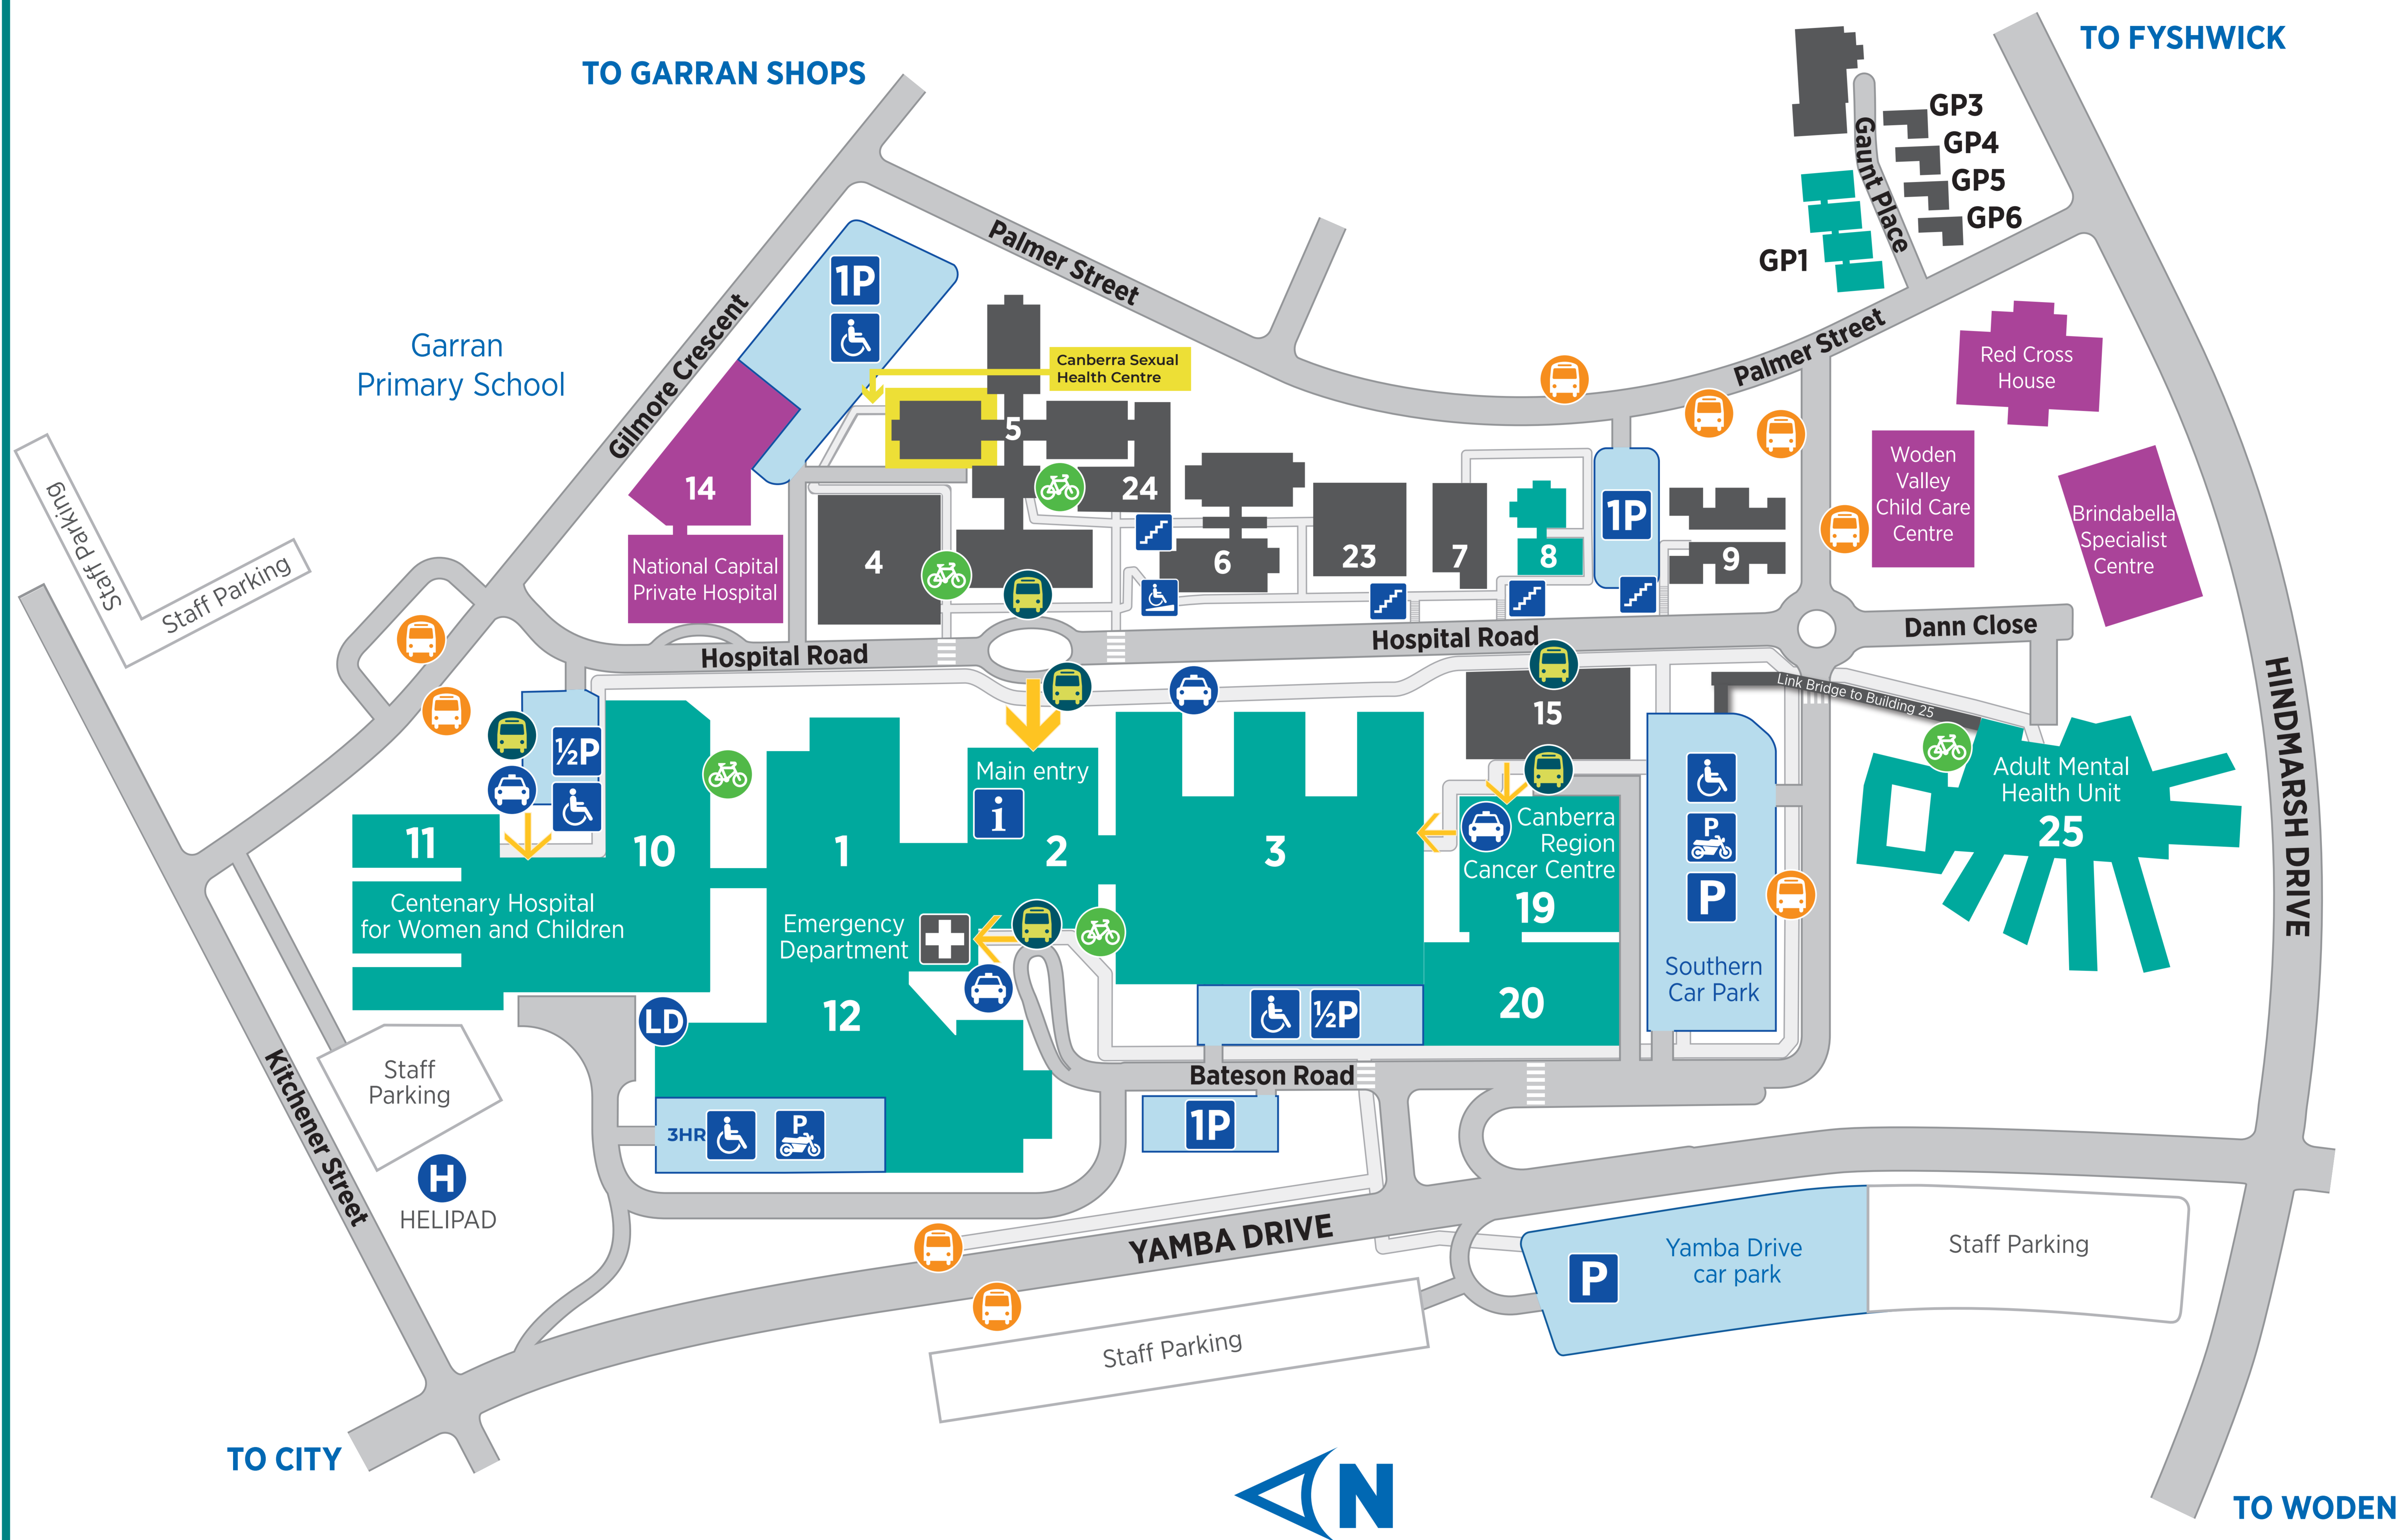 TO FYSHWICK
TO GARRAN SHOPS
GP3
GP4
GP5
GP6
Gaunt Place
GP1
Palmer Street
1P
Gilmore Crescent
Garran
Primary School
Canberra Sexual
Health Centre
Palmer Street
Red Cross
House
5
14
24
Woden
Valley
Child Care
Centre
Brindabella
Specialist
Centre
Staff Parking
Staff Parking
National Capital
Private Hospital
4
6
23
7
8
1P
9
Hospital Road
Hospital Road
Dann Close
HINDMARSH DRIVE
Link Bridge to Building 25
15
½P
Main entry
i
11
10
1
2
3
Canberra
Region
Cancer Centre
19
P
P
Adult Mental
Health Unit
25
Centenary Hospital
for Women and Children
Emergency
Department
Southern
Car Park
12
LD
½P
20
Staff
Parking
Kitchener Street
Bateson Road
3HR
P
1P
H
HELIPAD
YAMBA DRIVE
P
Yamba Drive
car park
Staff Parking
Staff Parking
TO CITY
N
TO WODEN